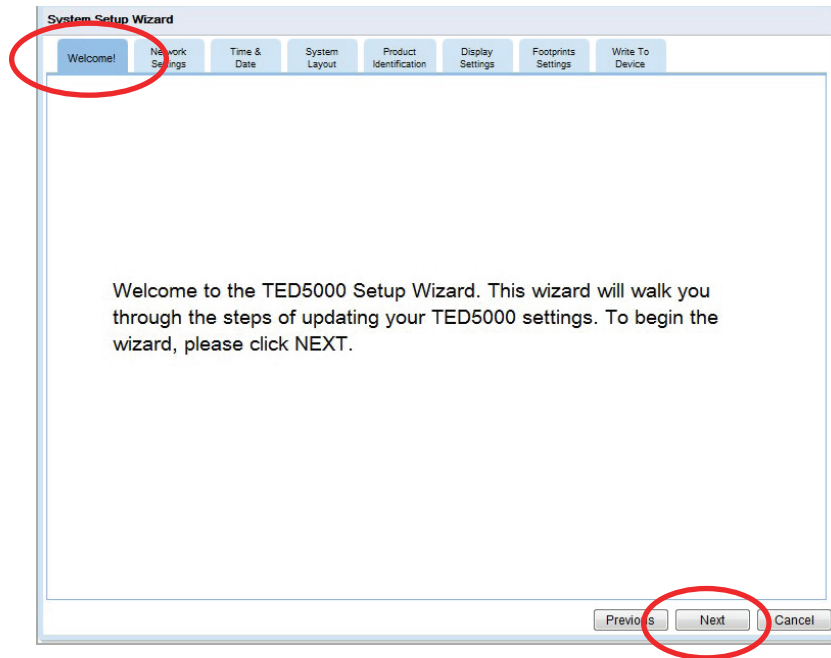 System Setup Wizard
Welcome!
Network
Settings
Time &
Date
System
Layout
Product
Identification
Display
Settings
Footprints
Settings
Write To
Device
Welcome to the TED5000 Setup Wizard. This wizard will walk you
through the steps of updating your TED5000 settings. To begin the
wizard, please click NEXT.
Previous
Next
Cancel